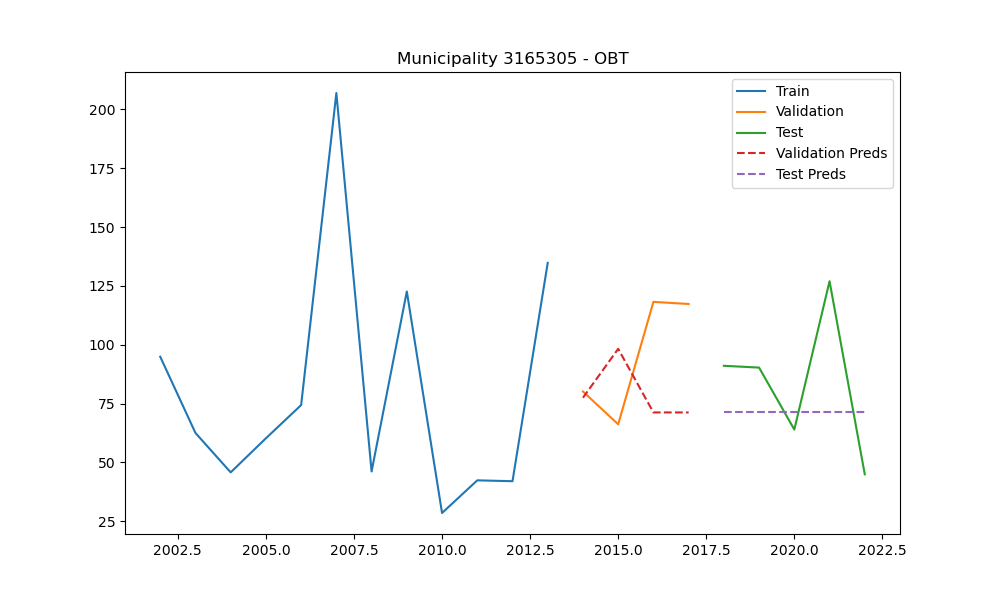 Municipality 3165305 - OBT
Train
Validation
Test
Validation Preds
Test Preds
200
175
150
125
100
75
50
25
2002.5 2005.0 2007.5 2010.0 2012.5 2015.0 2017.5 2020.0 2022.5